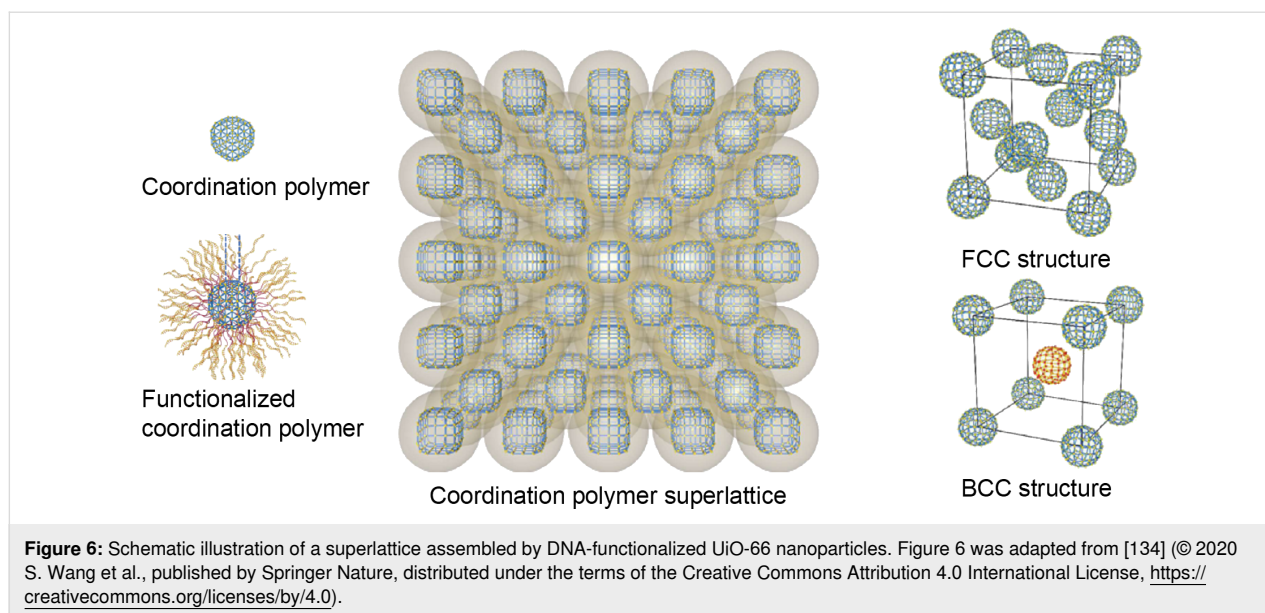 Coordination polymer
Functionalized
coordination polymer
Coordination polymer superlattice
FCC structure
BCC structure
Figure 6: Schematic illustration of a superlattice assembled by DNA-functionalized UiO-66 nanoparticles. Figure 6 was adapted from [134] (© 2020
S. Wang et al., published by Springer Nature, distributed under the terms of the Creative Commons Attribution 4.0 International License, https://
creativecommons.org/licenses/by/4.0).